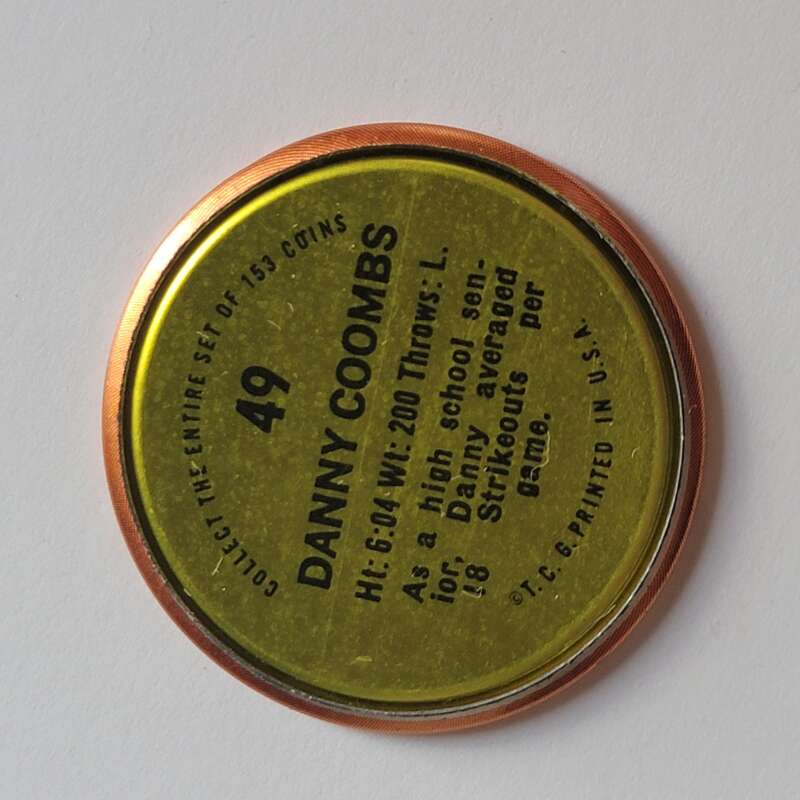 COLLECT THE ENTIRE SET OF 153 COINS
49
DANNY COOMBS
Ht: 6:04 Wt: 200 Throws: L.
As a high school sen-
ior, Danny averaged
18 Strikeouts per
game.
©T. C. G. PRINTED IN U.S.A.